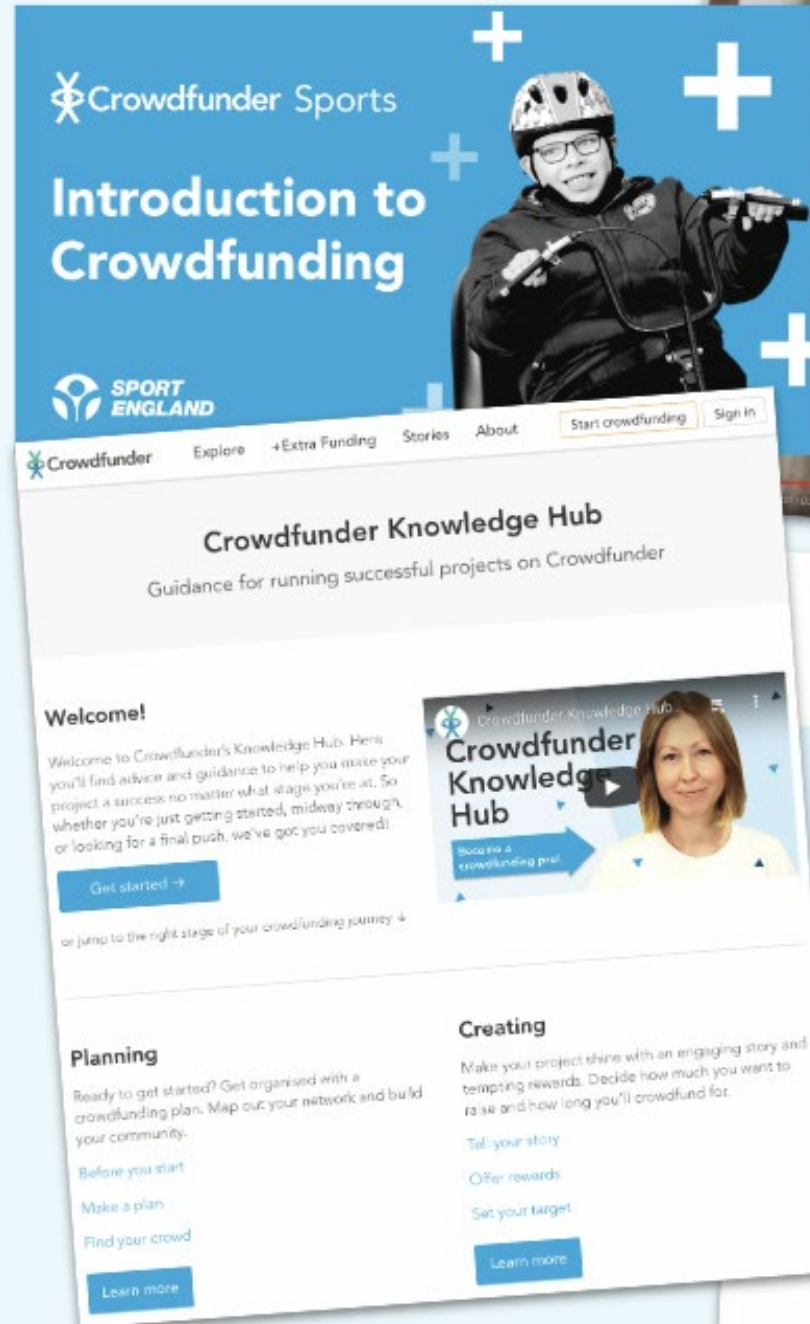 Crowdfunder Sports
Introduction to
Crowdfunding
SPORT
ENGLAND
Crowdfunder
Explore
+Extra Funding
Stories
About
Start crowdfunding
Sign in
Crowdfunder Knowledge Hub
Guidance for running successful projects on Crowdfunder
Welcome!
Welcome to Crowdfunder's Knowledge Hub. Here
you'll find advice and guidance to help you make your
project a success no matter what stage you're at. So
whether you're just getting started, midway through,
or looking for a final push, we've got you covered!
Get started →
or jump to the right stage of your crowdfunding journey ↓
Crowdfunder Knowledge Hub
Crowdfunder
Knowledge
Hub
Become a
crowdfunding pro!
Planning
Ready to get started? Get organised with a
crowdfunding plan. Map out your network and build
your community.
Before you start
Make a plan
Find your crowd
Learn more
Creating
Make your project shine with an engaging story and
tempting rewards. Decide how much you want to
raise and how long you'll crowdfund for.
Tell your story
Offer rewards
Set your target
Learn more